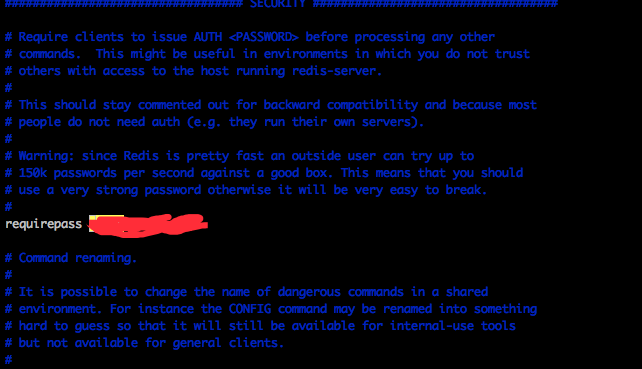 ################################## SECURITY ###################################
# Require clients to issue AUTH <PASSWORD> before processing any other
# commands.  This might be useful in environments in which you do not trust
# others with access to the host running redis-server.
#
# This should stay commented out for backward compatibility and because most
# people do not need auth (e.g. they run their own servers).
#
# Warning: since Redis is pretty fast an outside user can try up to
# 150k passwords per second against a good box. This means that you should
# use a very strong password otherwise it will be very easy to break.
#
requirepass
# Command renaming.
#
# It is possible to change the name of dangerous commands in a shared
# environment. For instance the CONFIG command may be renamed into something
# hard to guess so that it will still be available for internal-use tools
# but not available for general clients.
#